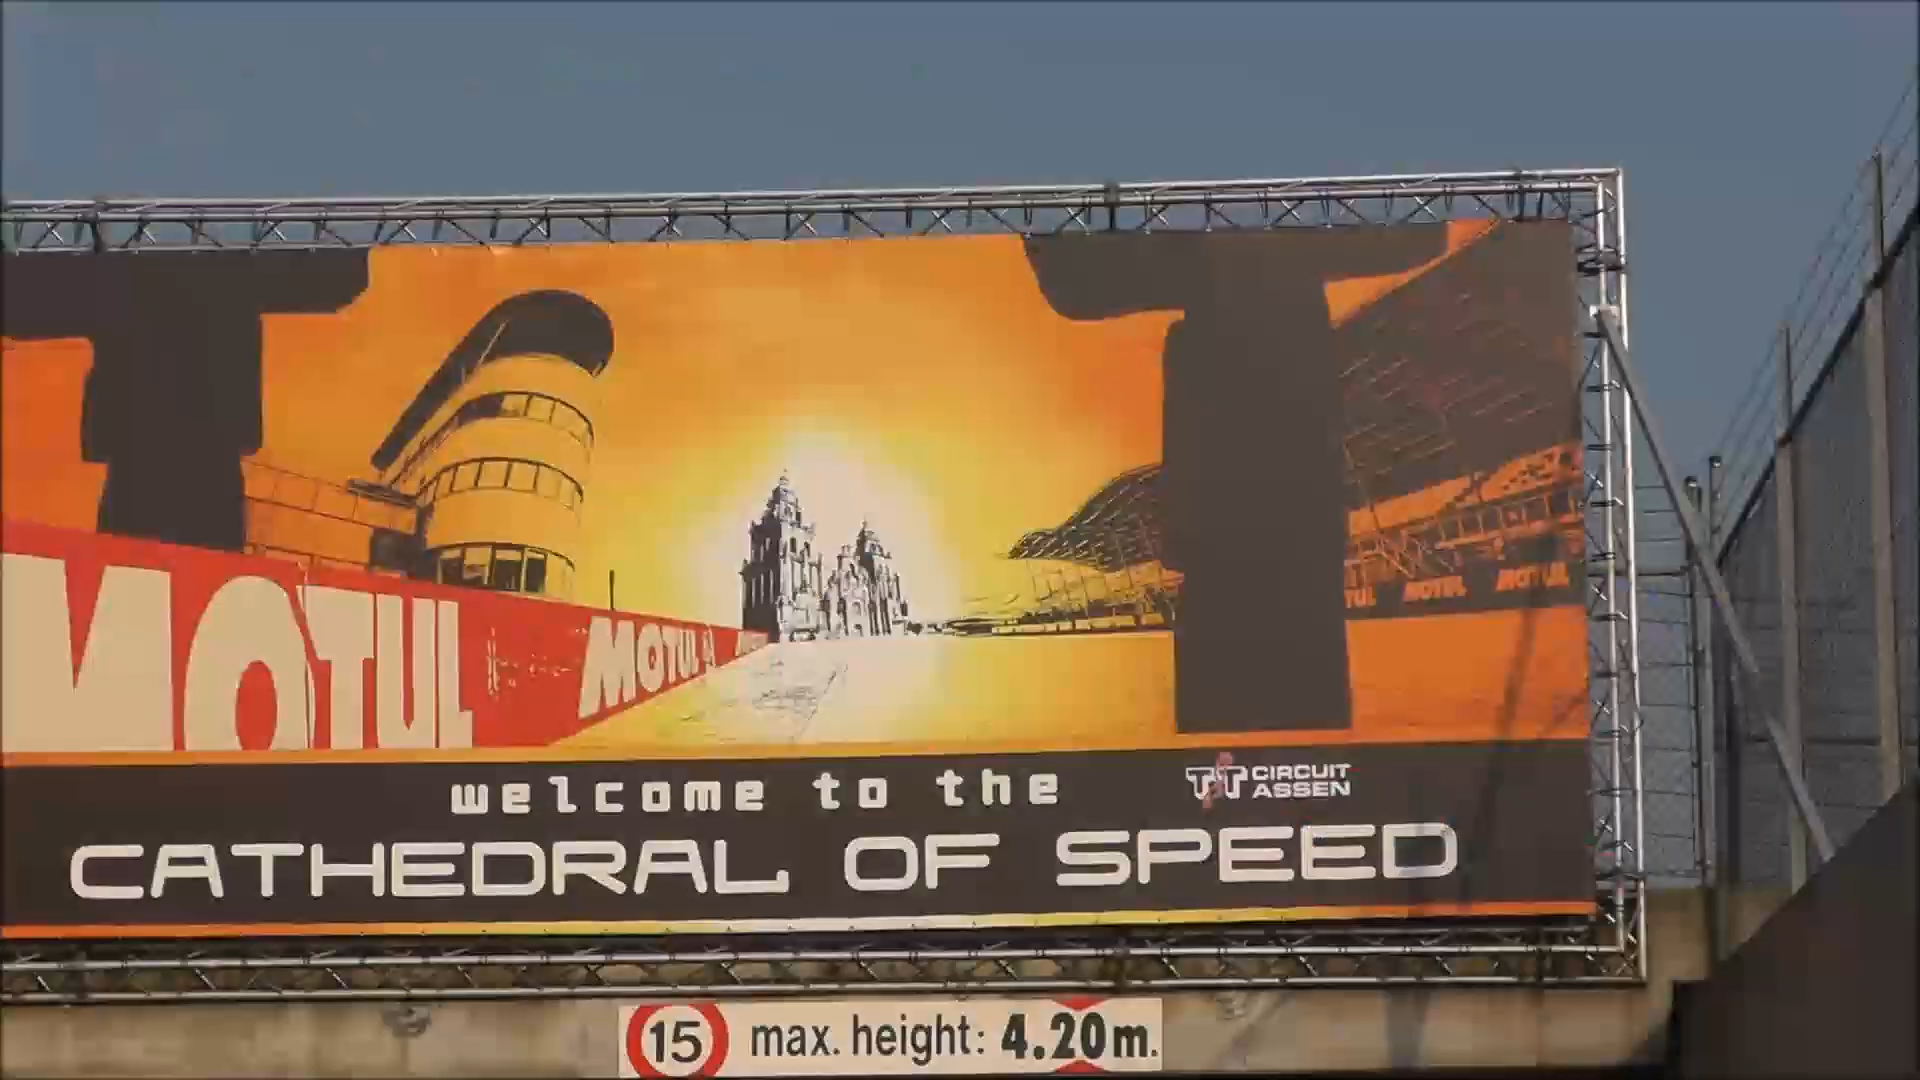 MOTUL
MOTUL
MOTUL
MOTUL
welcome to the
TT CIRCUIT
ASSEN
CATHEDRAL OF SPEED
15 max. height: 4.20m.